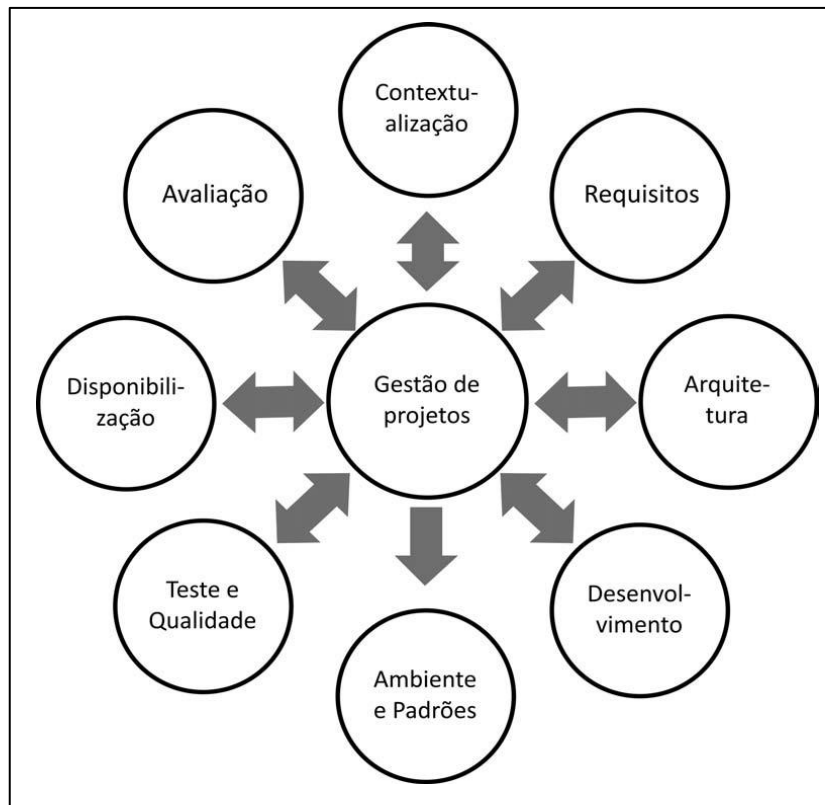 Contextu-
alização
Avaliação
Requisitos
Disponibili-
zação
Gestão de
projetos
Arquite-
tura
Teste e
Qualidade
Desenvol-
vimento
Ambiente
e Padrões